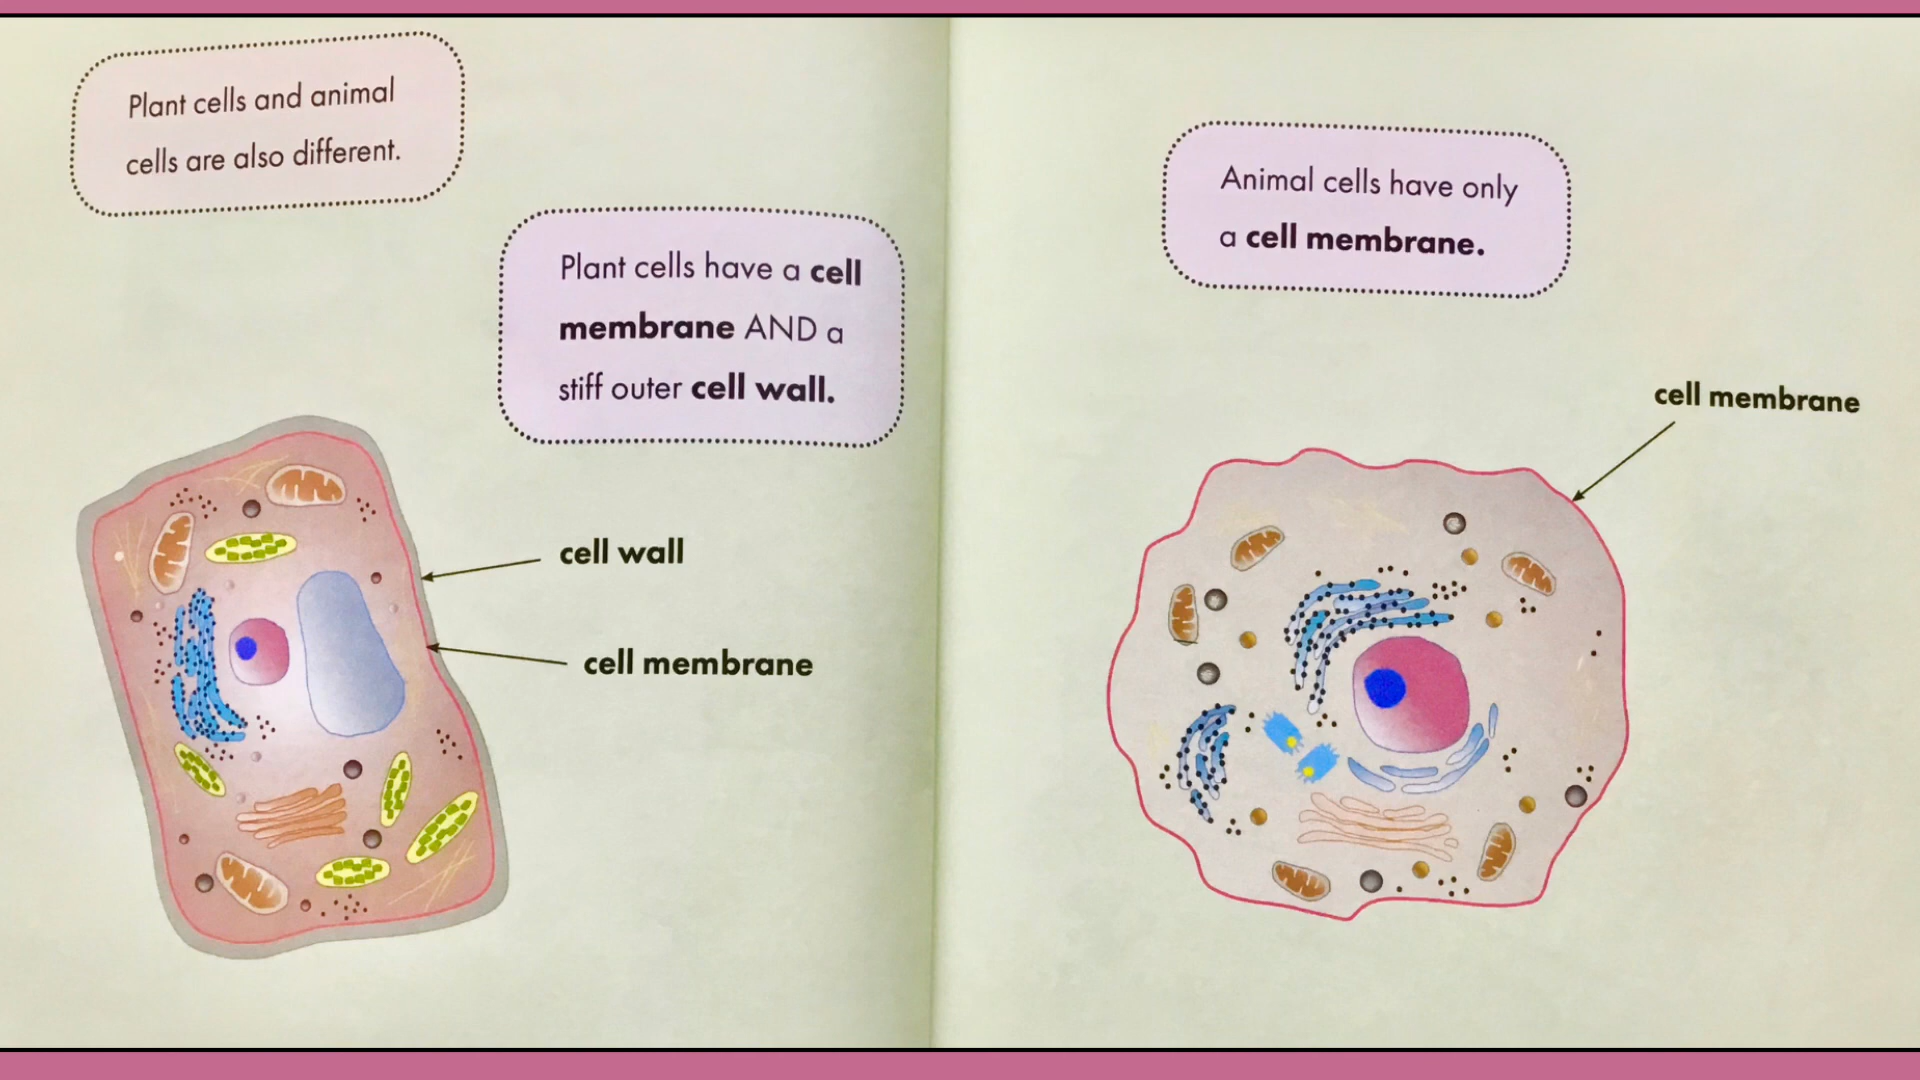 Plant cells and animal
cells are also different.
Plant cells have a cell
membrane AND a
stiff outer cell wall.
cell wall
cell membrane
Animal cells have only
a cell membrane.
cell membrane